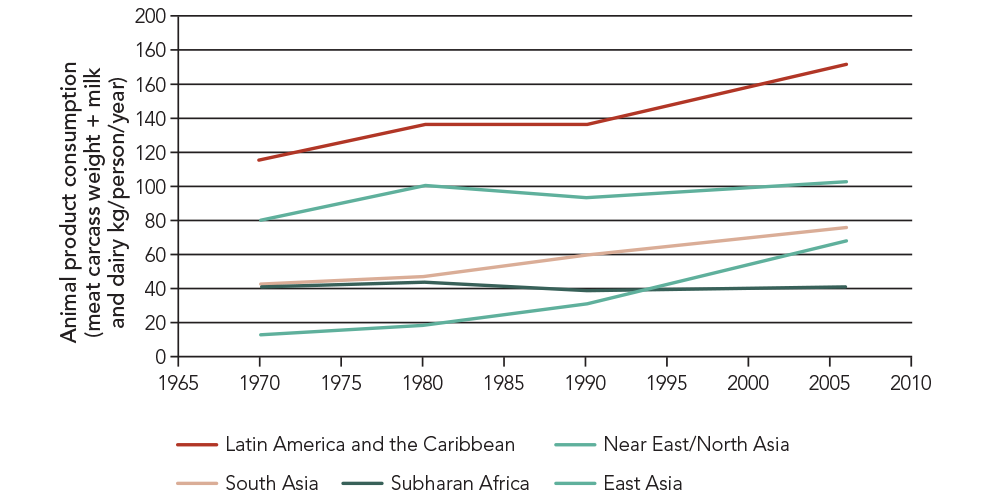 200
160
160
140
120
100
80
60
40
20
0
Animal product consumption
(meat carcass weight + milk
and dairy kg/person/year)
1965 1970 1975 1980 1985 1990 1995 2000 2005 2010
Latin America and the Caribbean Near East/North Asia
South Asia Subharan Africa East Asia